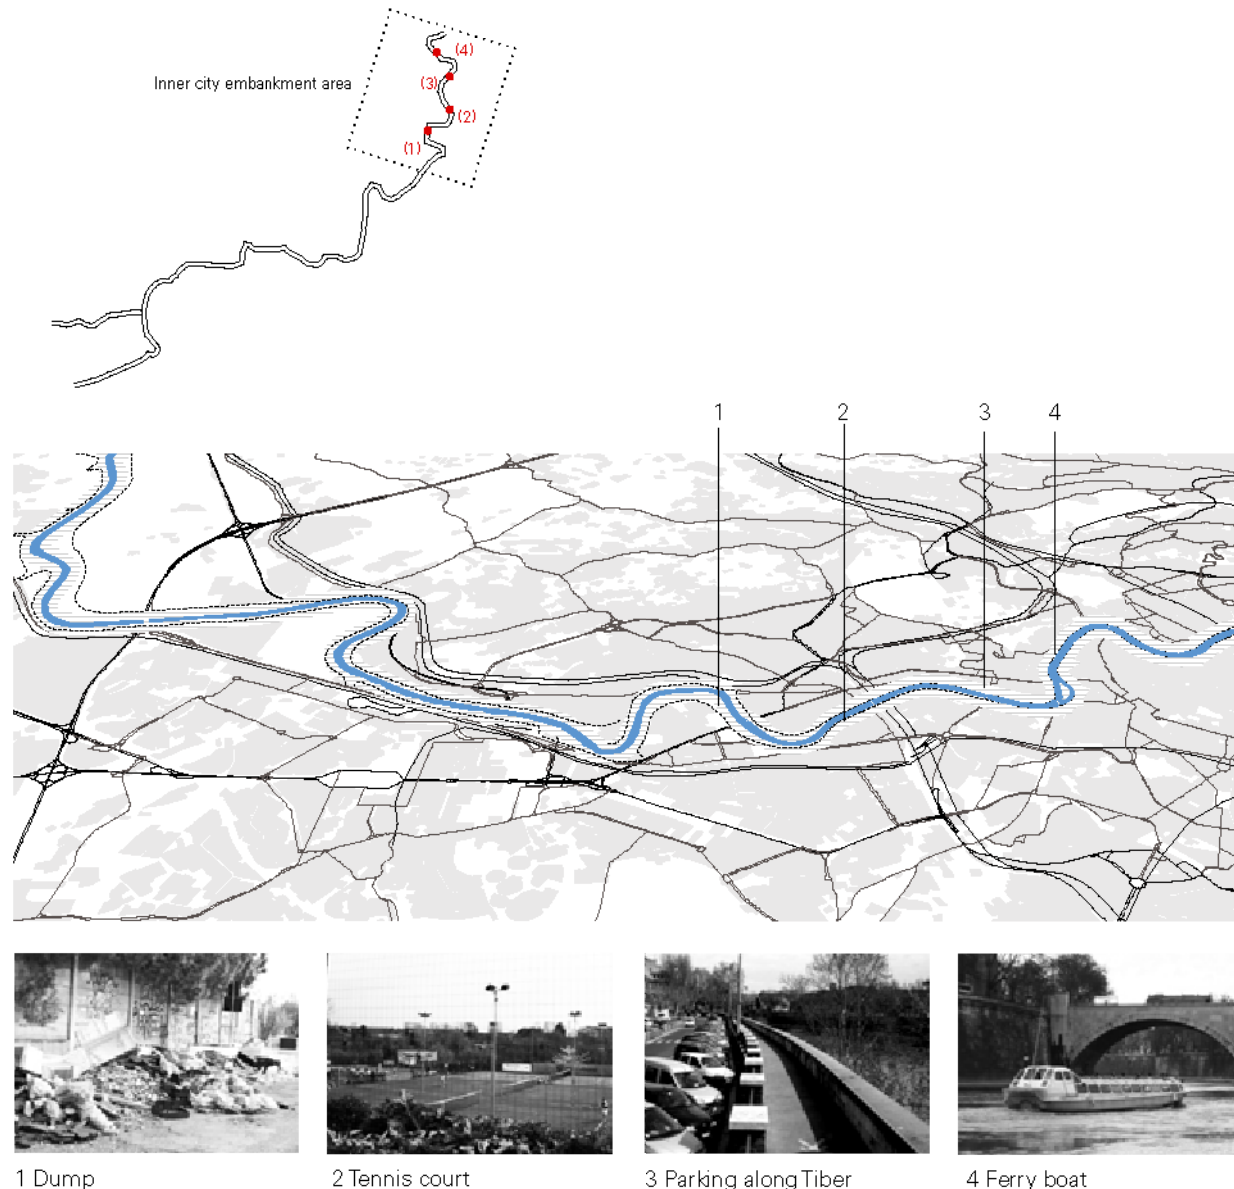 (4)
Inner city embankment area
(3)
(2)
(1)
1 2 3 4
1 Dump
2 Tennis court
3 Parking along Tiber
4 Ferry boat